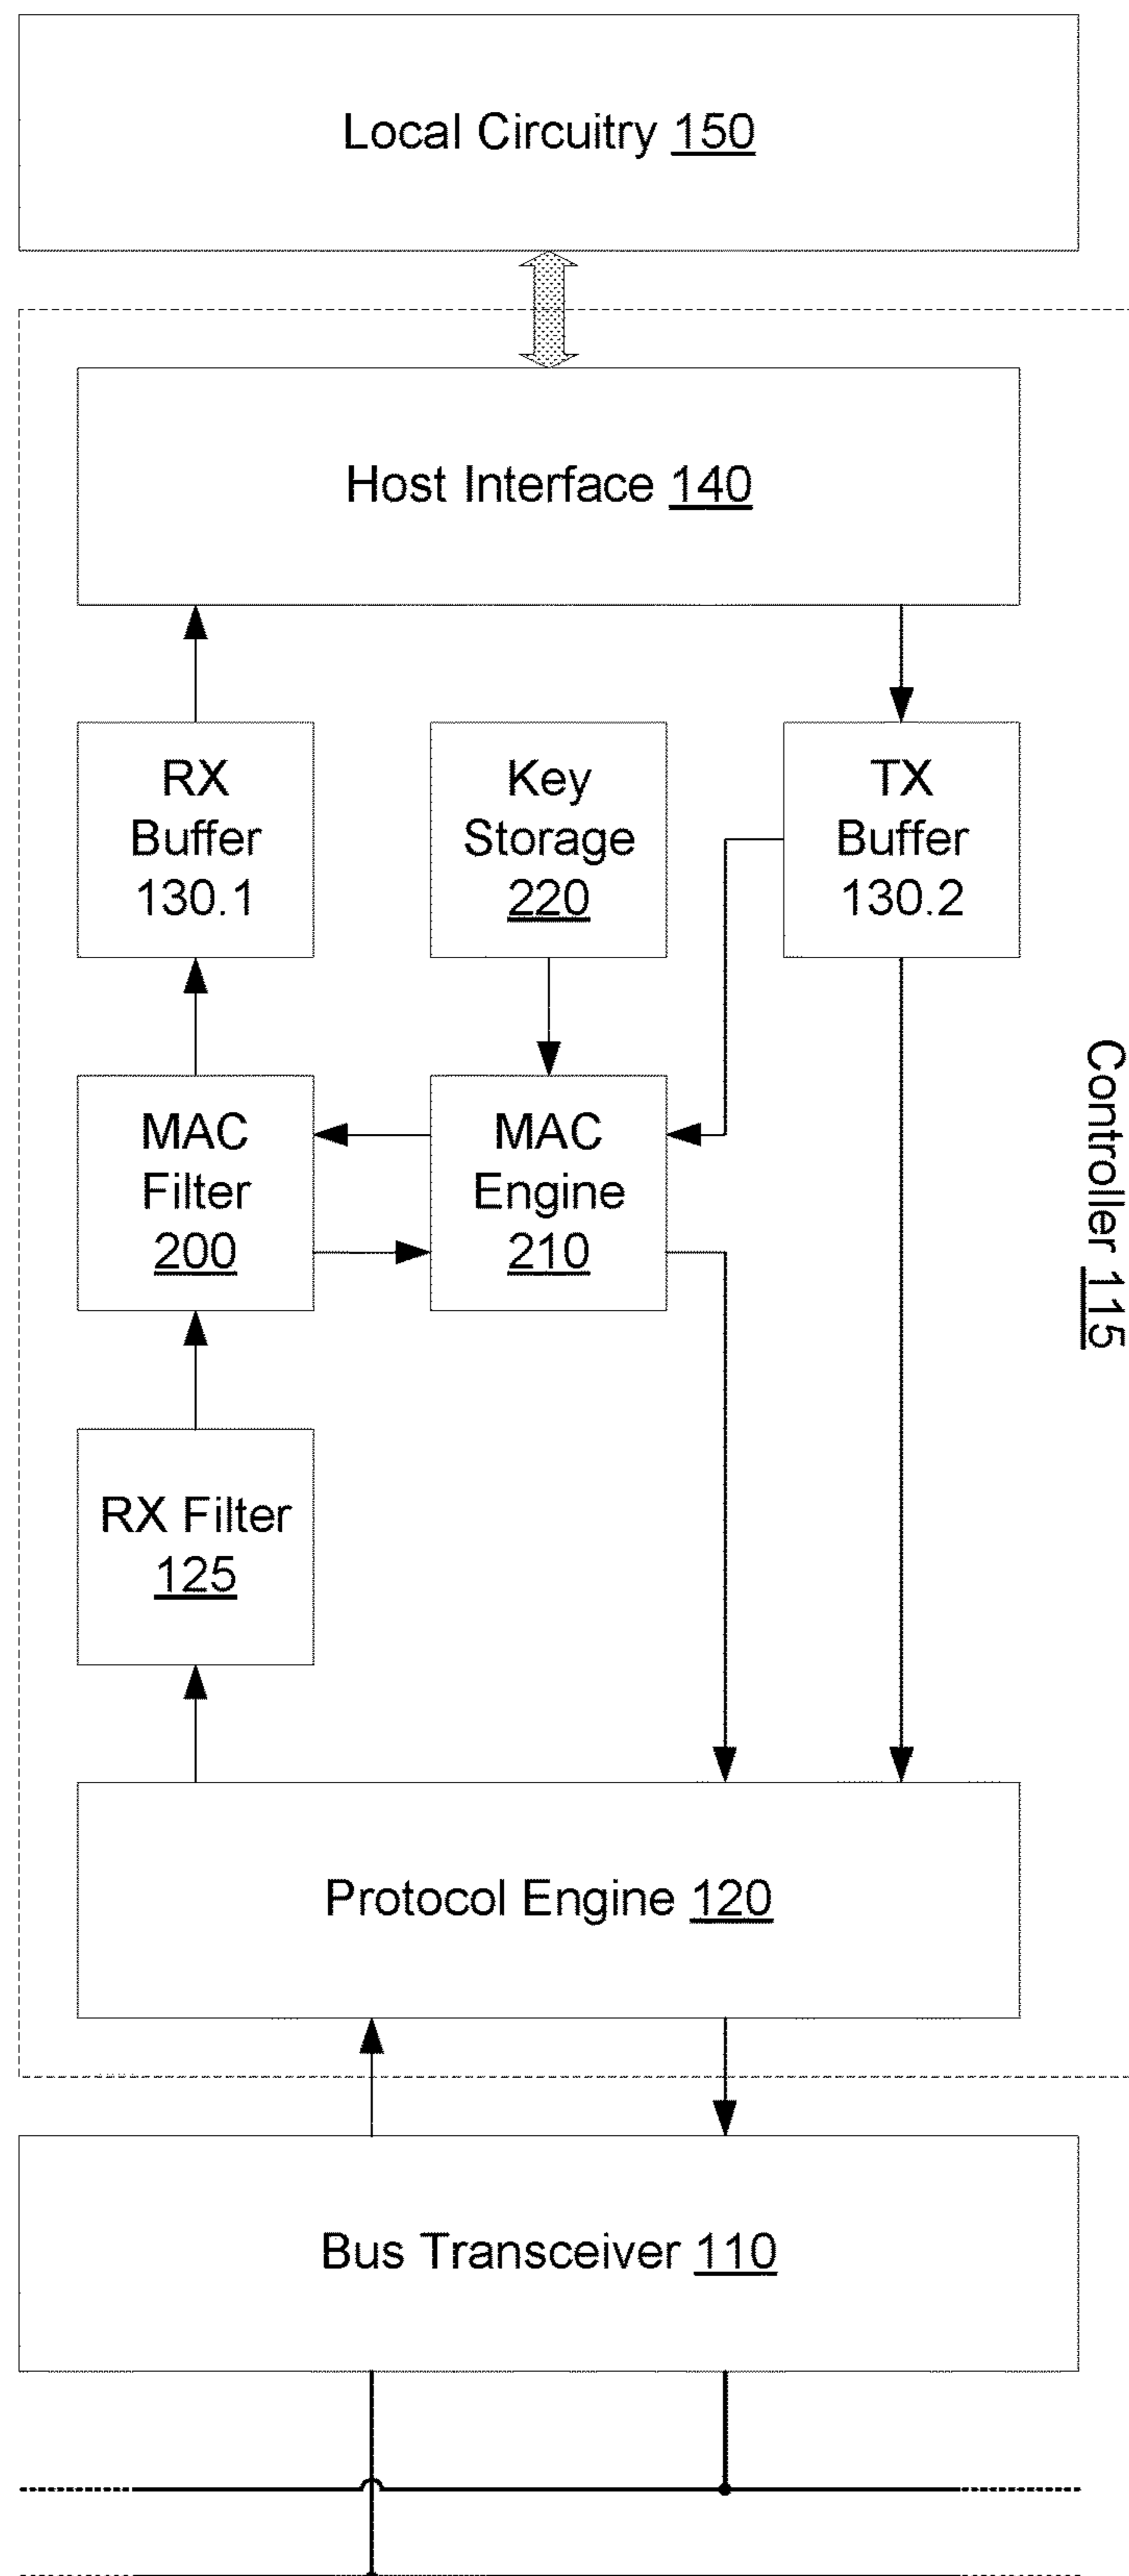 Local Circuitry 150
Host Interface 140
RX
Buffer
130.1
Key
Storage
220
TX
Buffer
130.2
MAC
Filter
200
MAC
Engine
210
Controller 115
RX Filter
125
Protocol Engine 120
Bus Transceiver 110